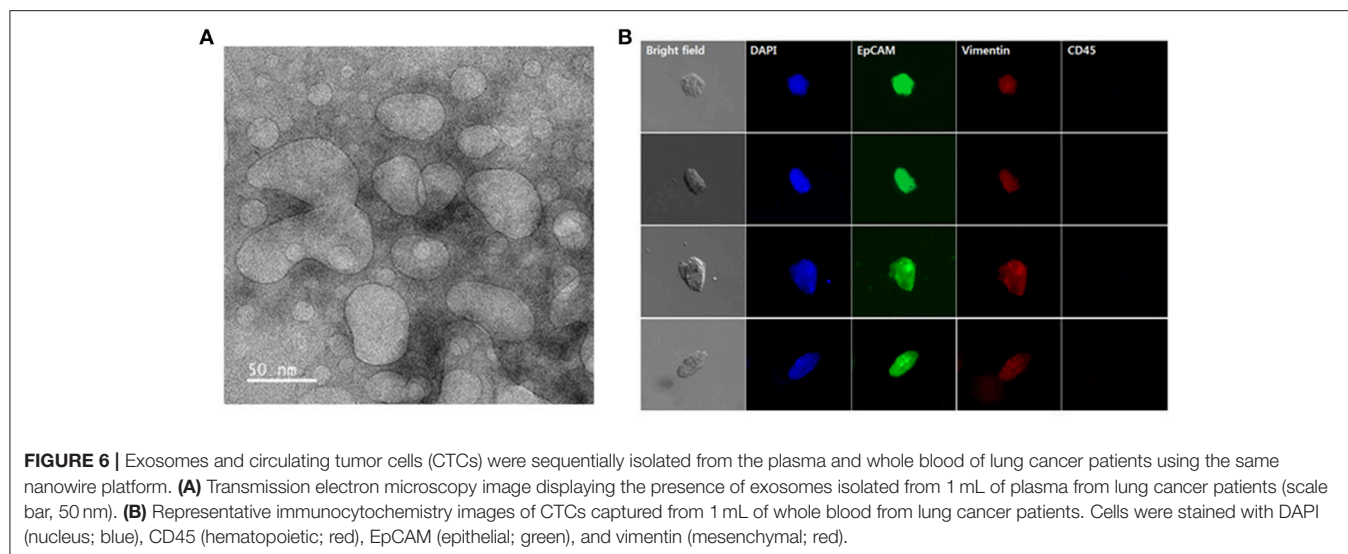 A
B
Bright field DAPI EpCAM Vimentin CD45
50 nm
FIGURE 6 | Exosomes and circulating tumor cells (CTCs) were sequentially isolated from the plasma and whole blood of lung cancer patients using the same
nanowire platform. (A) Transmission electron microscopy image displaying the presence of exosomes isolated from 1 mL of plasma from lung cancer patients (scale
bar, 50 nm). (B) Representative immunocytochemistry images of CTCs captured from 1 mL of whole blood from lung cancer patients. Cells were stained with DAPI
(nucleus; blue), CD45 (hematopoietic; red), EpCAM (epithelial; green), and vimentin (mesenchymal; red).